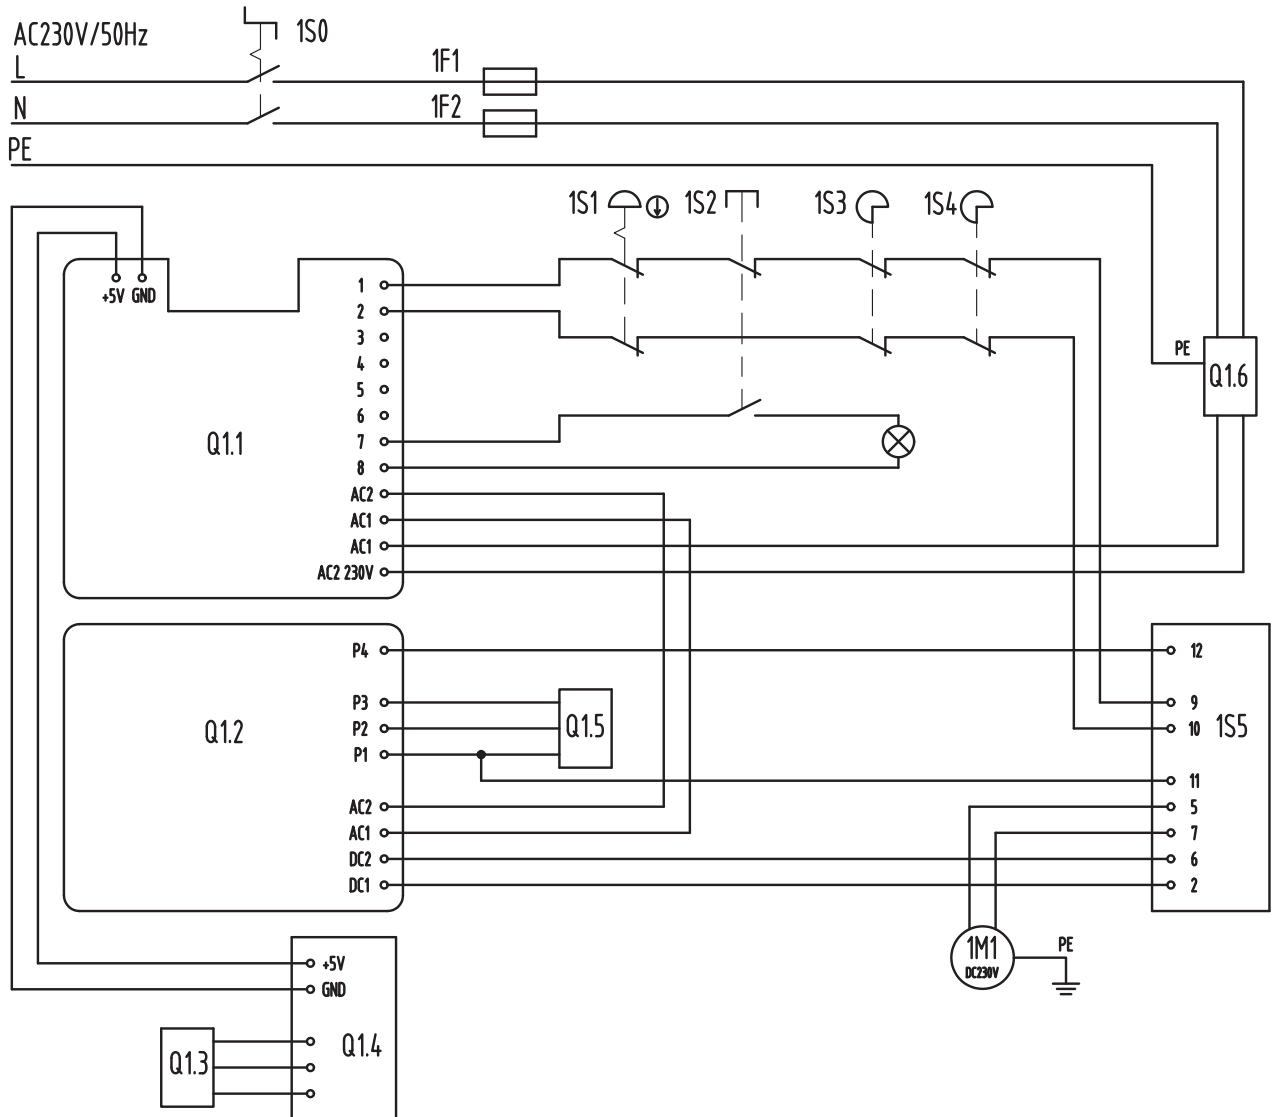 AC230V/50Hz
1S0
L
1F1
N
1F2
PE
1S1
1S2
1S3
1S4
+5V GND
1
2
3
4
5
6
7
8
AC2
AC1
AC1
AC2 230V
Q1.1
PE
Q1.6
P4
P3
P2
P1
AC2
AC1
DC2
DC1
Q1.2
Q1.5
12
9
10
11
5
7
6
2
1S5
1M1
DC230V
PE
+5V
GND
Q1.4
Q1.3